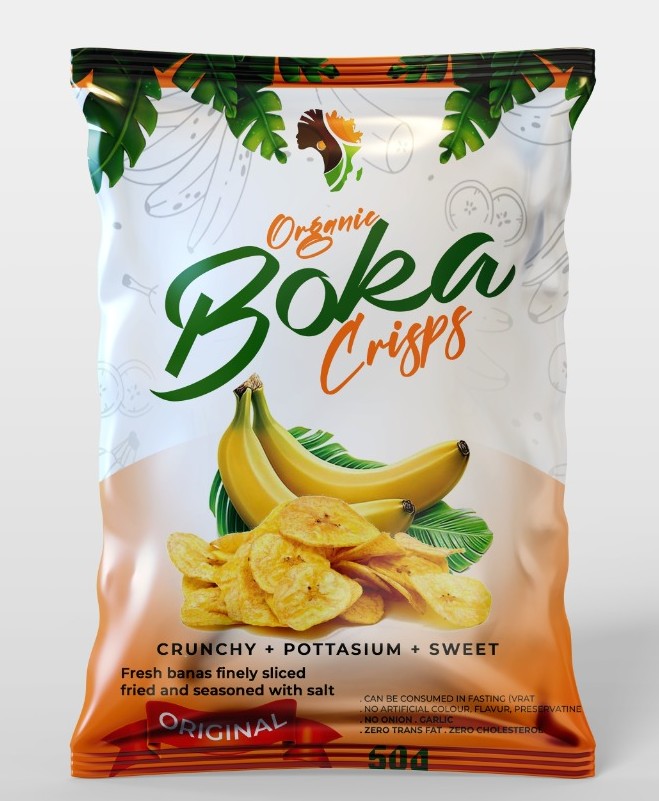 Organic
Boka
Crisps
CRUNCHY + POTTASIUM + SWEET
Fresh banas finely sliced
fried and seasoned with salt
. CAN BE CONSUMED IN FASTING (VRAT
. NO ARTIFICIAL COLOUR. FLAVUR, PRESERVATINE
. NO ONION . GARLIC
. ZERO TRANS FAT . ZERO CHOLESTEROL
ORIGINAL
50g